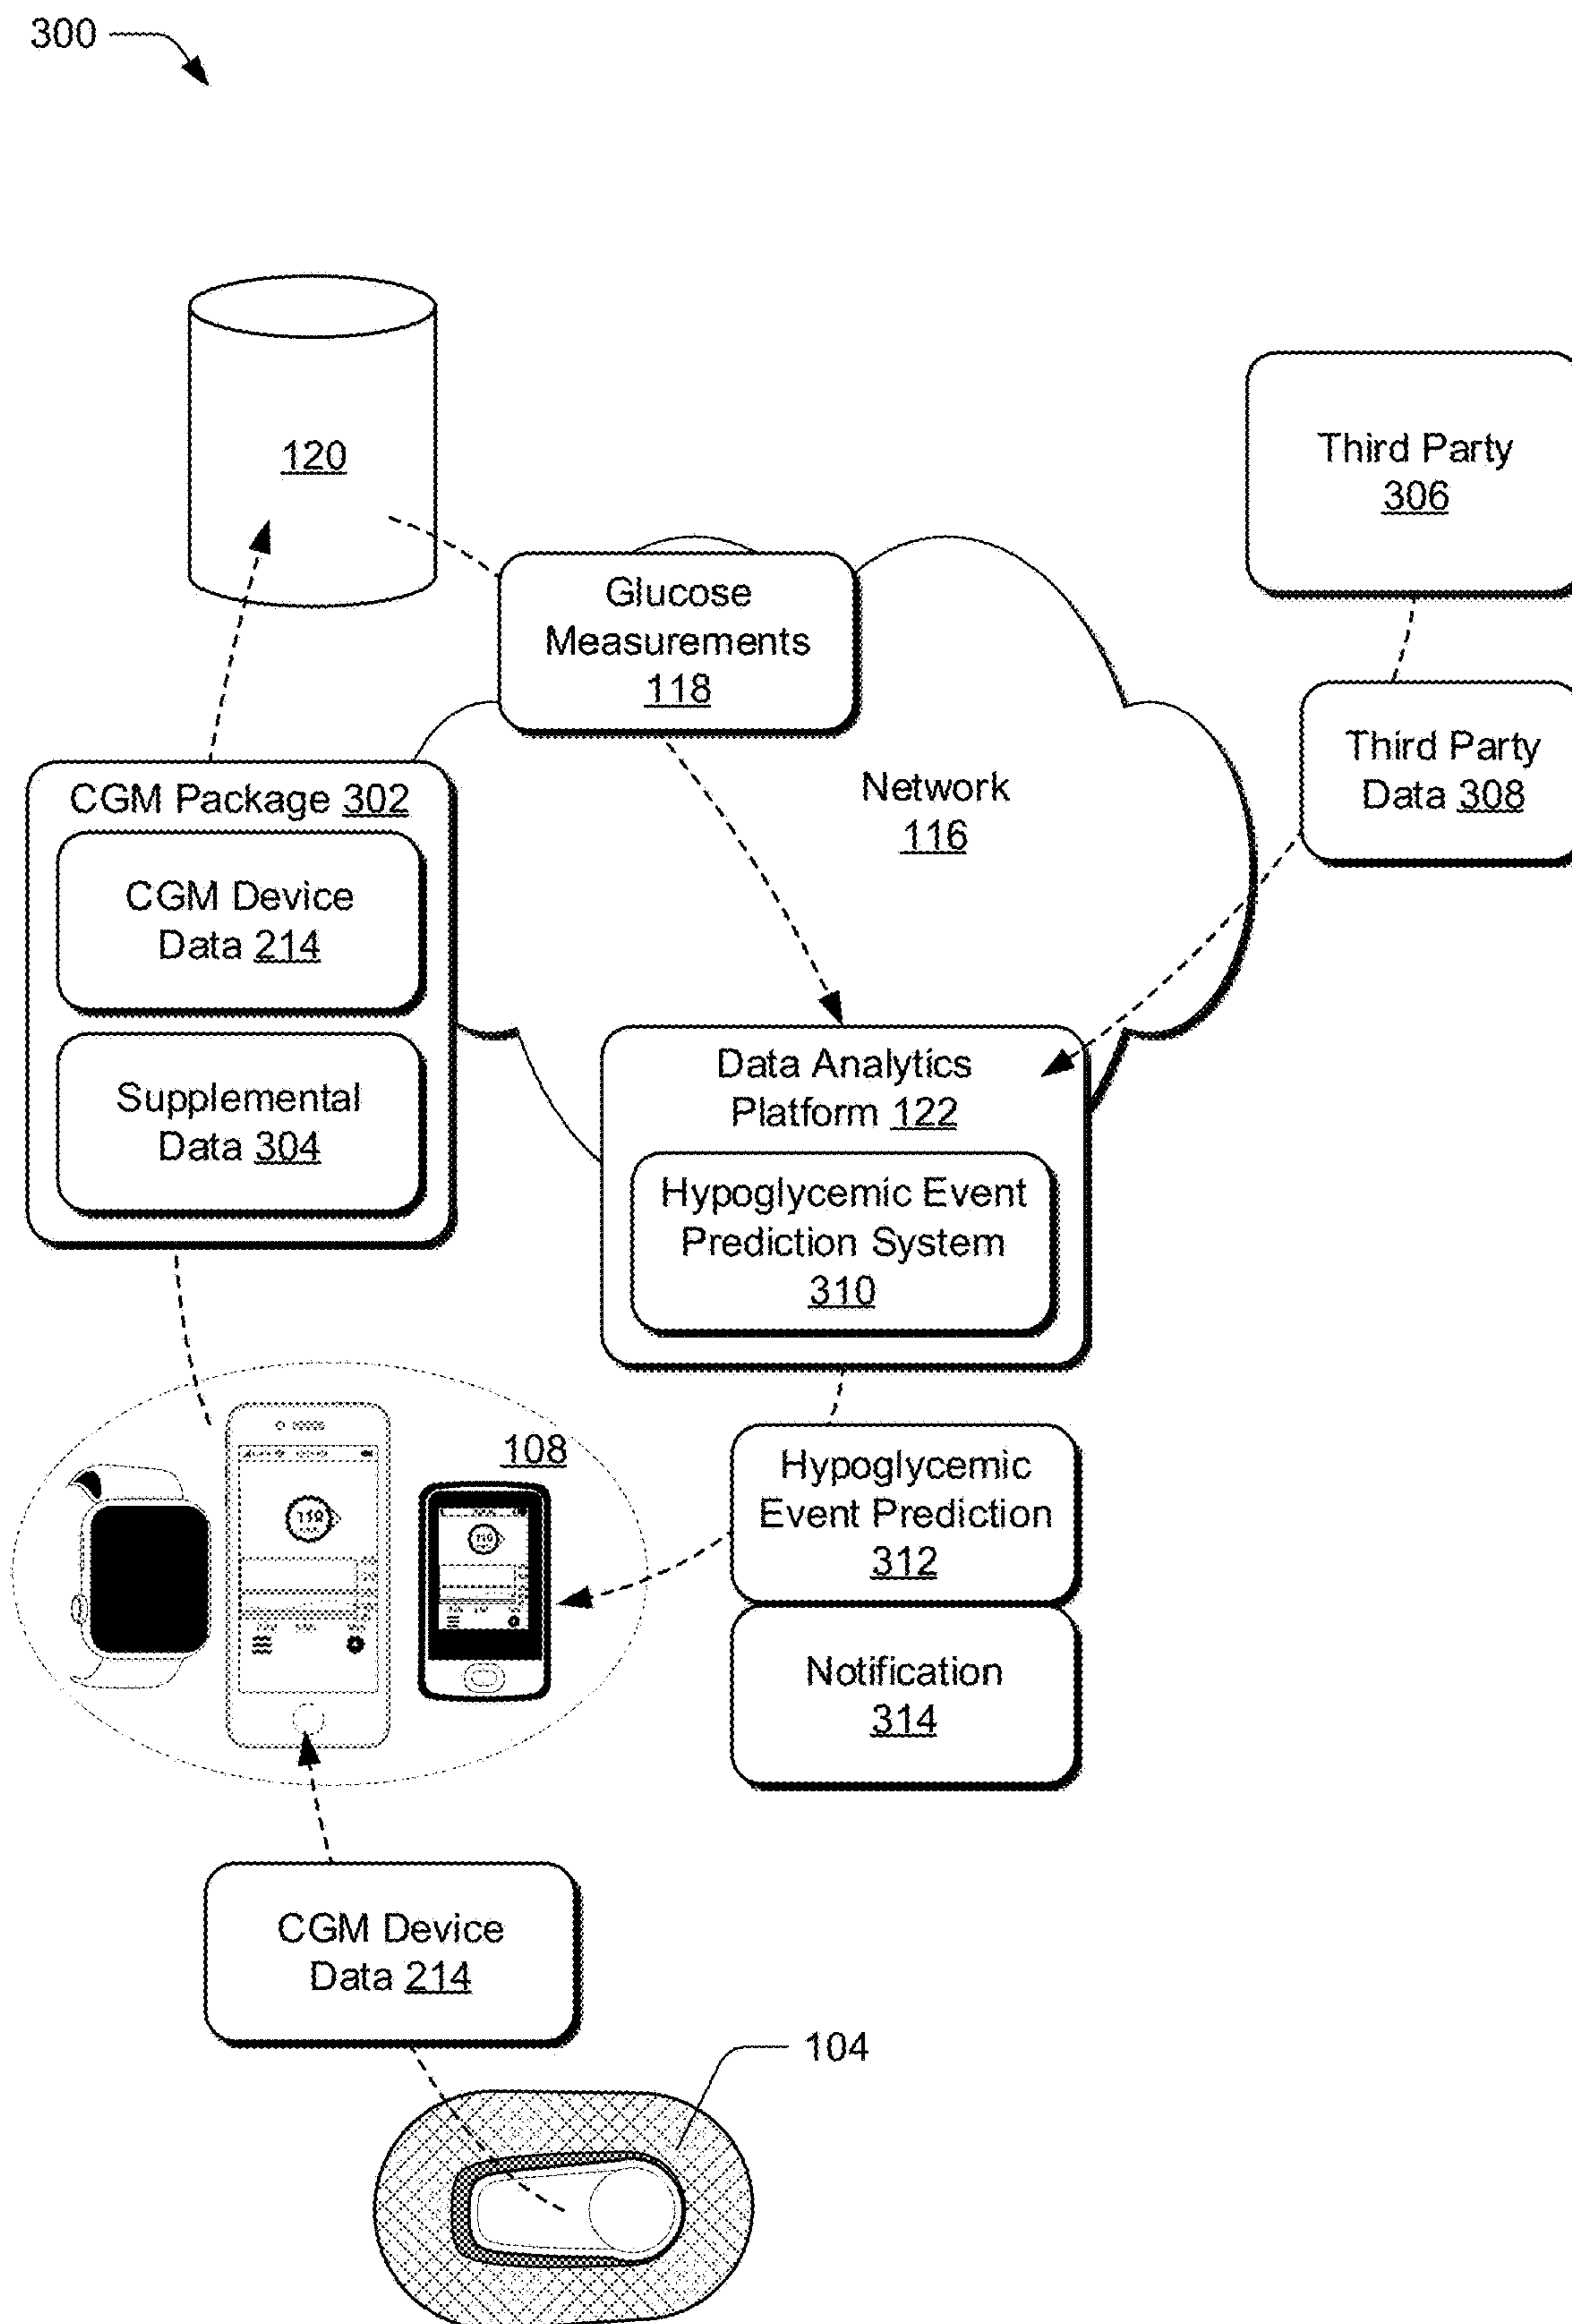 300
120
Third Party
306
Glucose
Measurements
118
Third Party
Data 308
Network
116
CGM Package 302
CGM Device
Data 214
Supplemental
Data 304
Data Analytics
Platform 122
Hypoglycemic Event
Prediction System
310
108
110
110
Hypoglycemic
Event Prediction
312
Notification
314
CGM Device
Data 214
104